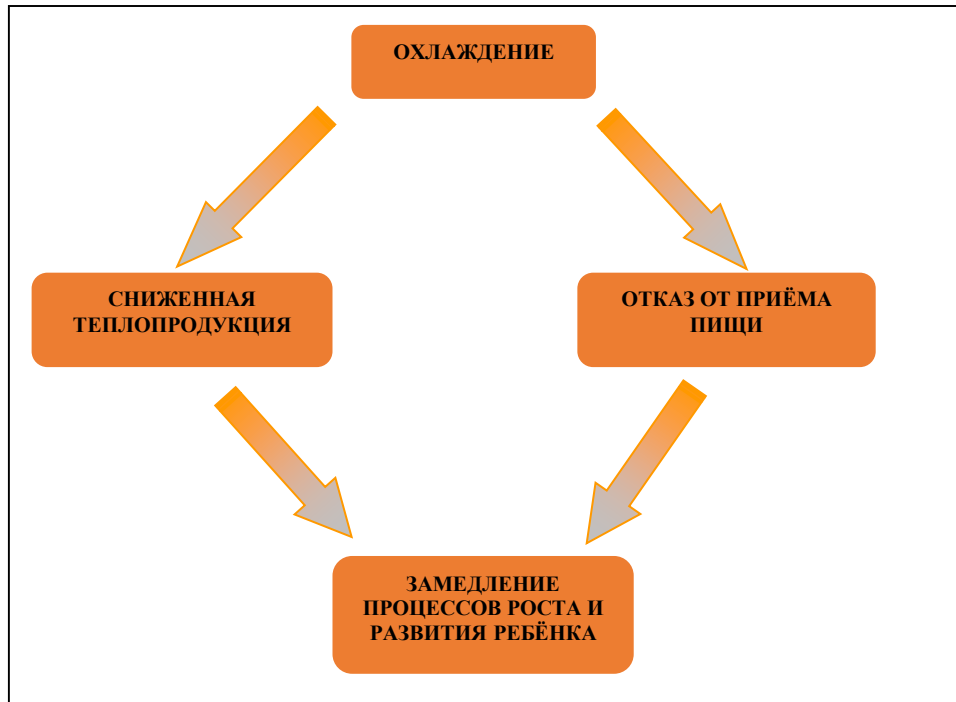 ОХЛАЖДЕНИЕ
СНИЖЕННАЯ
ТЕПЛОПРОДУКЦИЯ
ОТКАЗ ОТ ПРИЁМА
ПИЩИ
ЗАМЕДЛЕНИЕ
ПРОЦЕССОВ РОСТА И
РАЗВИТИЯ РЕБЁНКА